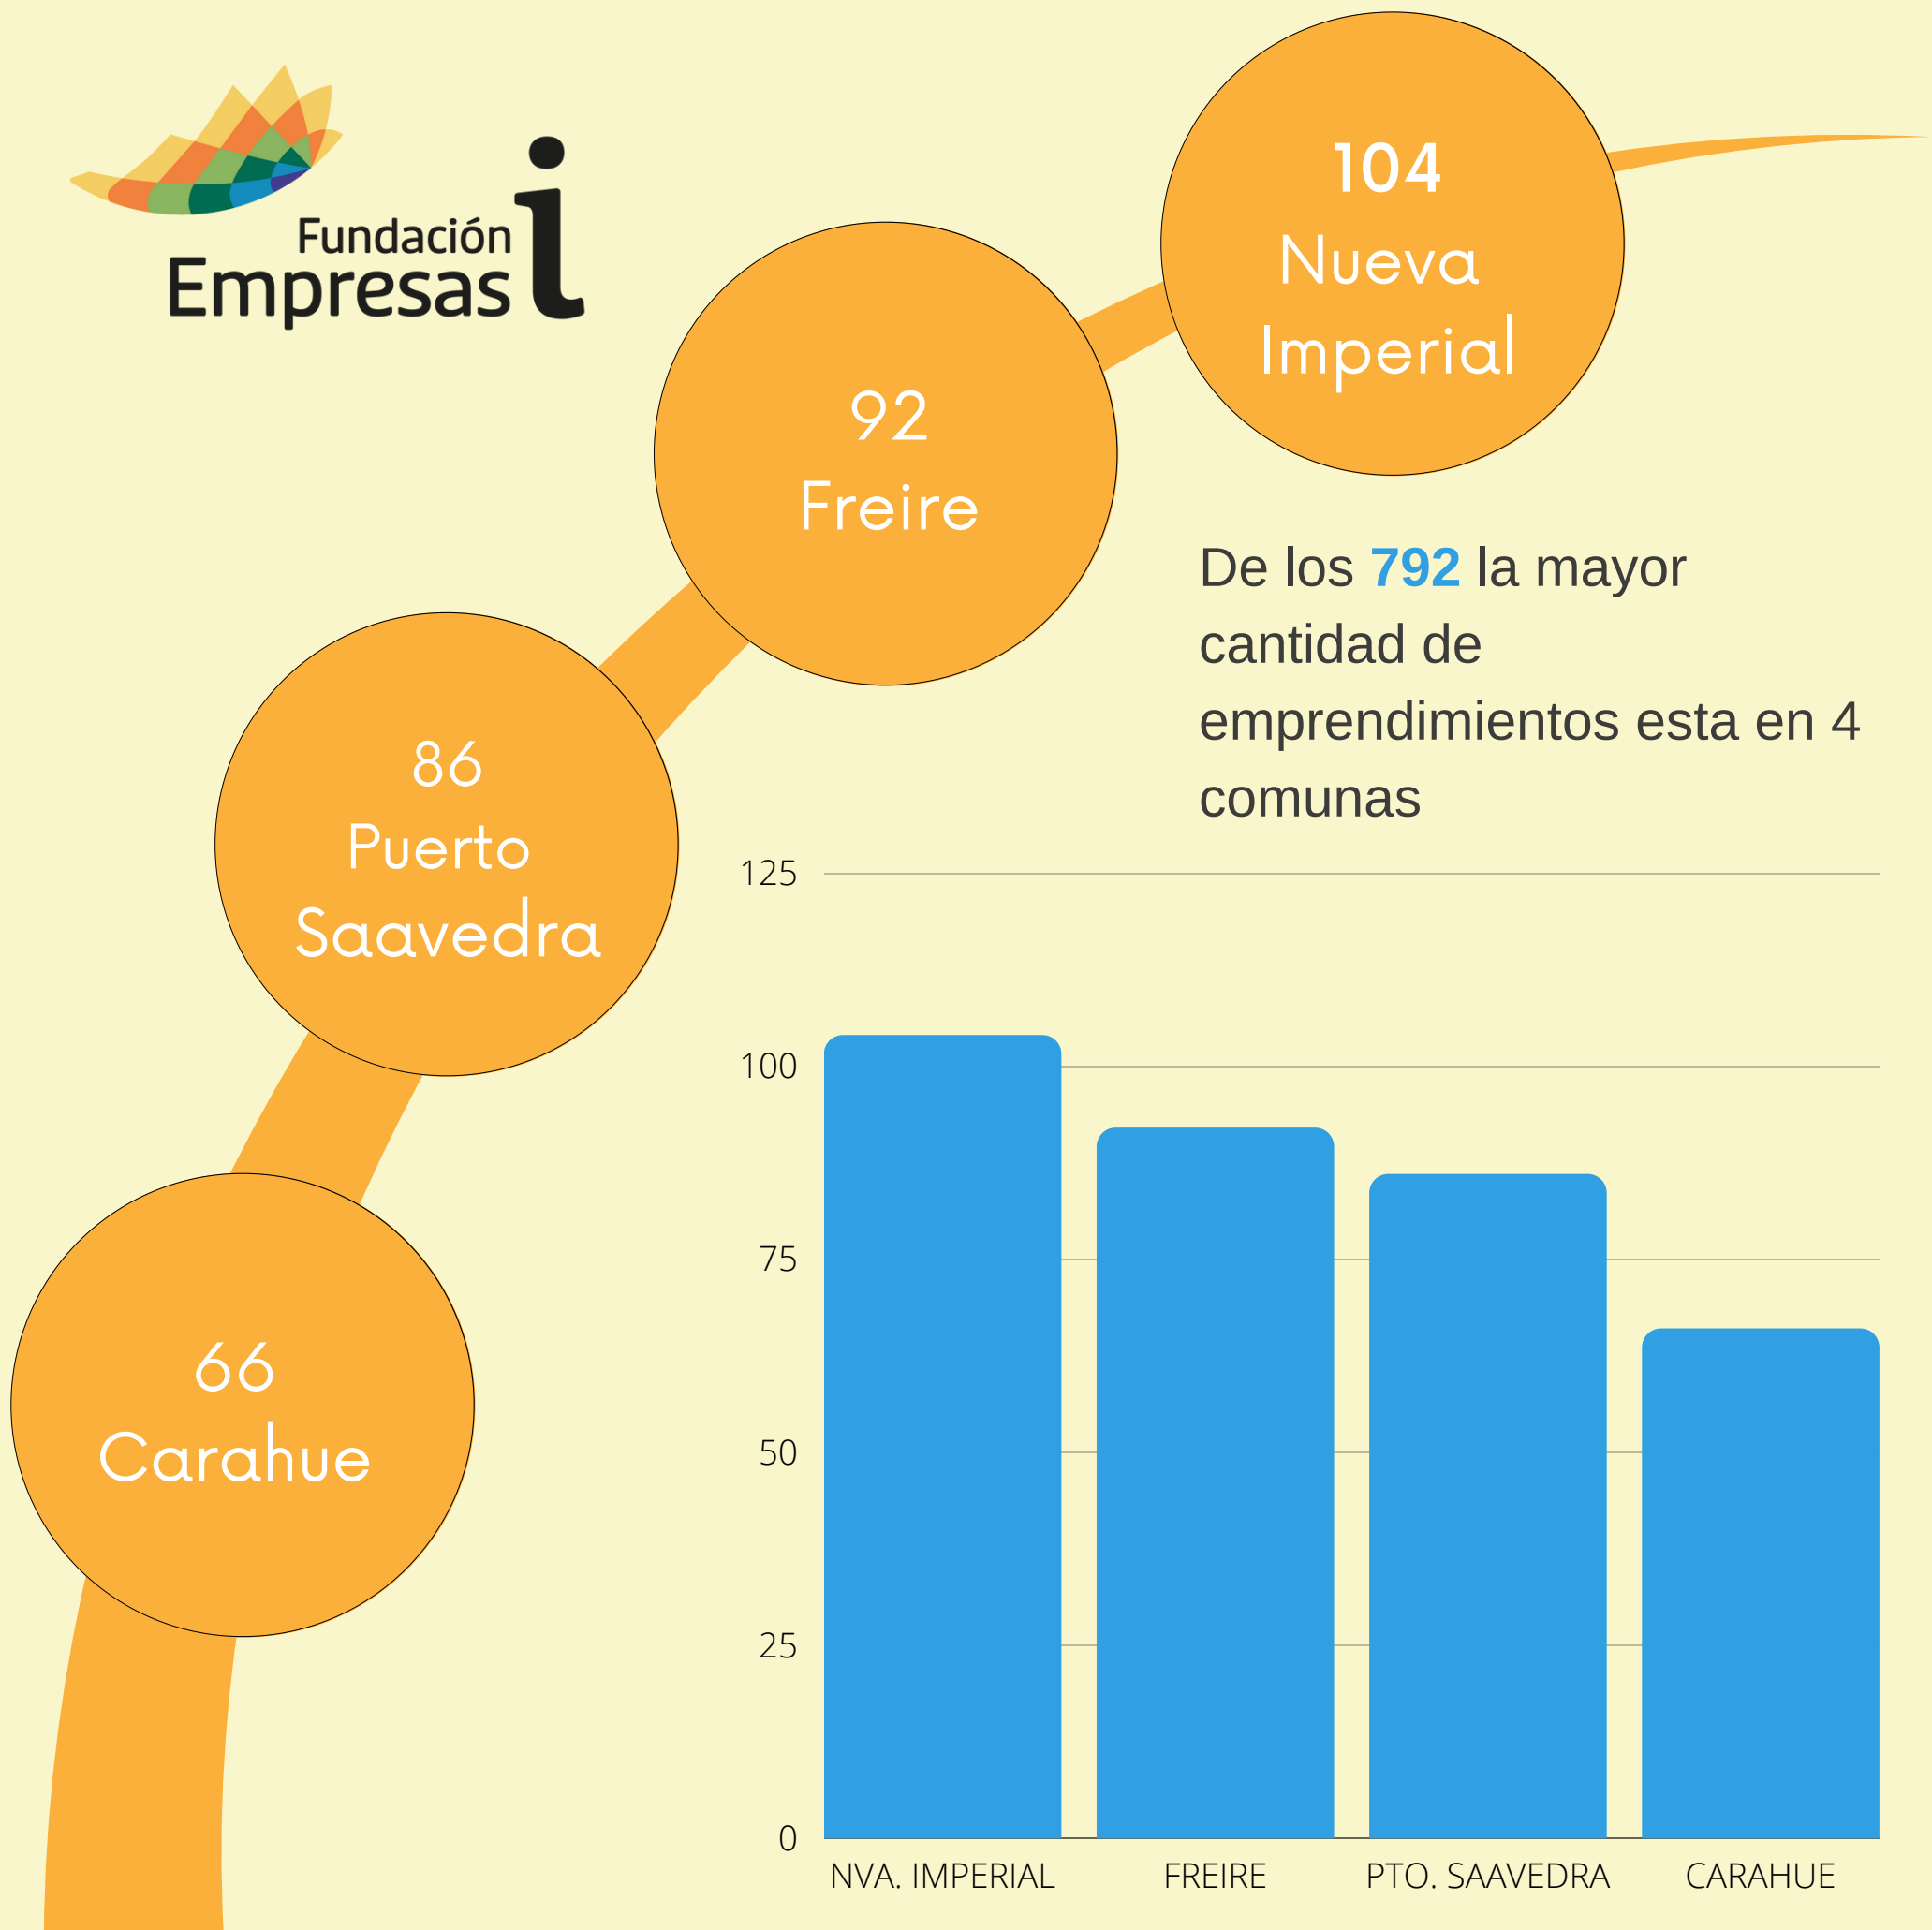 Fundación
Empresas i
104
Nueva
Imperial
92
Freire
86
Puerto
Saavedra
66
Carahue
De los 792 la mayor
cantidad de
emprendimientos esta en 4
comunas
125
100
75
50
25
0
NVA. IMPERIAL
FREIRE
PTO. SAAVEDRA
CARAHUE